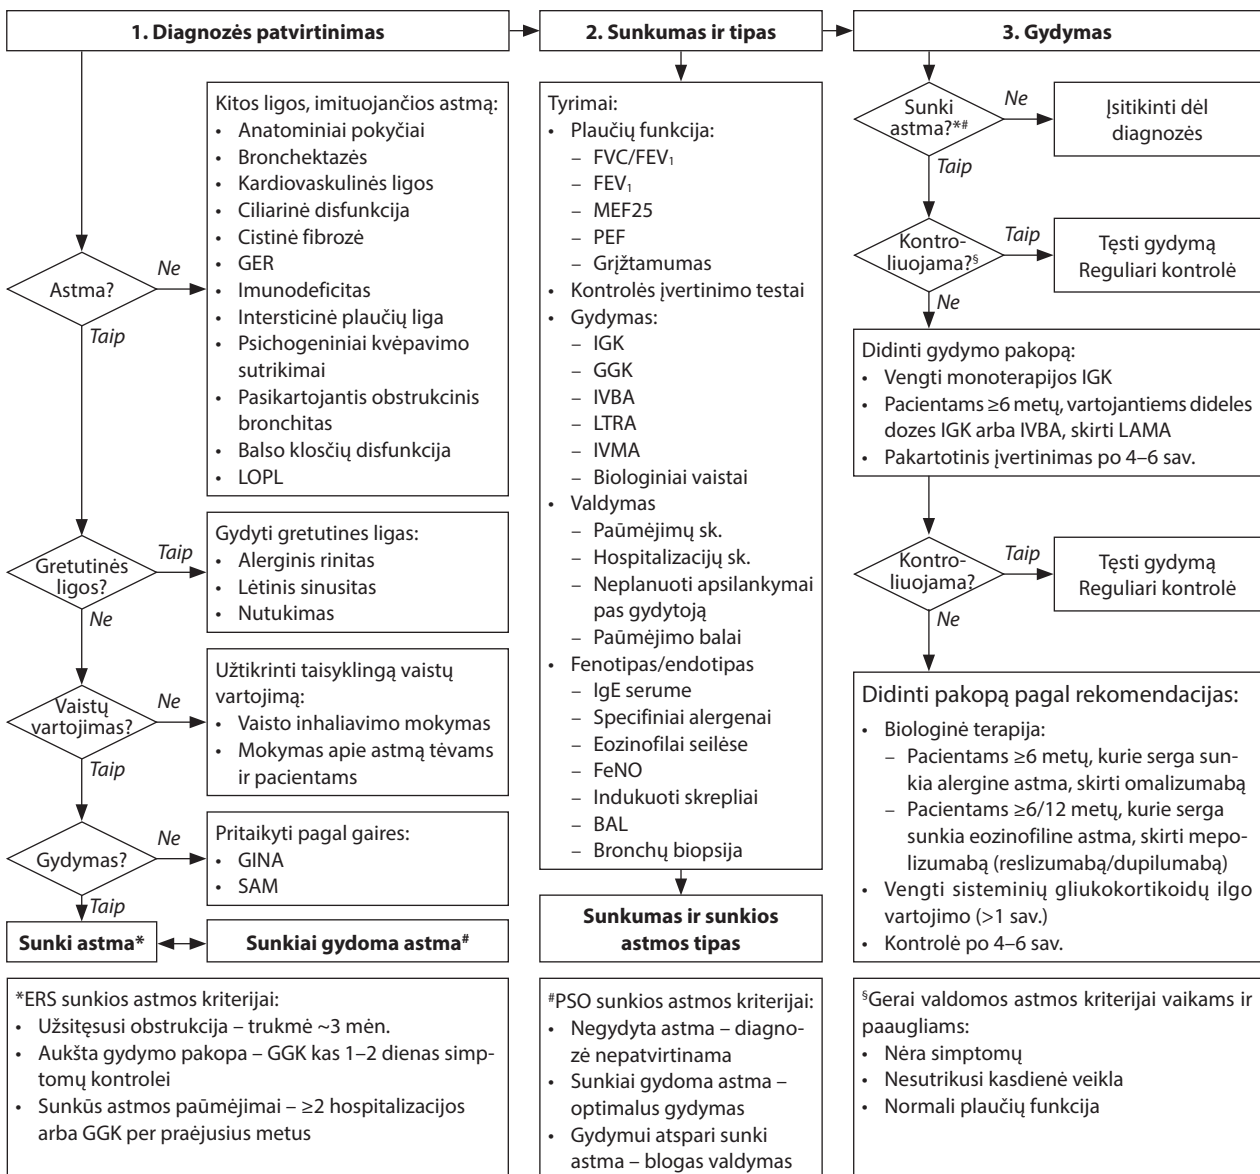 1. Diagnozės patvirtinimas
Astma?
Ne
Taip
Kitos ligos, imituojančios astmą:
• Anatominiai pokyčiai
• Bronchektazės
• Kardiovaskulinės ligos
• Ciliarinė disfunkcija
• Cistinė fibrozė
• GER
• Imunodeficitas
• Intersticinė plaučių liga
• Psichogeniniai kvėpavimo
sutrikimai
• Pasikartojantis obstrukcinis
bronchitas
• Balso klosčių disfunkcija
• LOPL
Gretutinės
ligos?
Taip
Ne
Gydyti gretutines ligas:
• Alerginis rinitas
• Lėtinis sinusitas
• Nutukimas
Vaistų
vartojimas?
Ne
Taip
Užtikrinti taisyklingą vaistų
vartojimą:
• Vaisto inhaliavimo mokymas
• Mokymas apie astmą tėvams
ir pacientams
Gydymas?
Ne
Taip
Pritaikyti pagal gaires:
• GINA
• SAM
Sunki astma*
Sunkiai gydoma astma#
*ERS sunkios astmos kriterijai:
• Užsitęsusi obstrukcija – trukmė ~3 mėn.
• Aukšta gydymo pakopa – GGK kas 1–2 dienas simp-
tomų kontrolei
• Sunkūs astmos paūmėjimai – ≥2 hospitalizacijos
arba GGK per praėjusius metus
2. Sunkumas ir tipas
Tyrimai:
• Plaučių funkcija:
– FVC/FEV₁
– FEV₁
– MEF25
– PEF
– Grįžtamumas
• Kontrolės įvertinimo testai
• Gydymas:
– IGK
– GGK
– IVBA
– LTRA
– IVMA
– Biologiniai vaistai
• Valdymas
– Paūmėjimų sk.
– Hospitalizacijų sk.
– Neplanuoti apsilankymai
pas gydytoją
– Paūmėjimo balai
• Fenotipas/endotipas
– IgE serume
– Specifiniai alergenai
– Eozinofilai seilėse
– FeNO
– Indukuoti skrepliai
– BAL
– Bronchų biopsija
Sunkumas ir sunkios
astmos tipas
#PSO sunkios astmos kriterijai:
• Negydyta astma – diagno-
zė nepatvirtinama
• Sunkiai gydoma astma –
optimalus gydymas
• Gydymui atspari sunki
astma – blogas valdymas
3. Gydymas
Sunki
astma?*#
Ne
Taip
Įsitikinti dėl
diagnozės
Kontro-
liuojama?§
Taip
Ne
Tęsti gydymą
Reguliari kontrolė
Didinti gydymo pakopą:
• Vengti monoterapijos IGK
• Pacientams ≥6 metų, vartojantiems dideles
dozes IGK arba IVBA, skirti LAMA
• Pakartotinis įvertinimas po 4–6 sav.
Kontro-
liuojama?
Taip
Ne
Tęsti gydymą
Reguliari kontrolė
Didinti pakopą pagal rekomendacijas:
• Biologinė terapija:
– Pacientams ≥6 metų, kurie serga sun-
kia alergine astma, skirti omalizumabą
– Pacientams ≥6/12 metų, kurie serga
sunkia eozinofiline astma, skirti mepo-
lizumabą (reslizumabą/dupilumabą)
• Vengti sisteminių gliukokortikoidų ilgo
vartojimo (>1 sav.)
• Kontrolė po 4–6 sav.
§Gerai valdomos astmos kriterijai vaikams ir
paaugliams:
• Nėra simptomų
• Nesutrikusi kasdienė veikla
• Normali plaučių funkcija